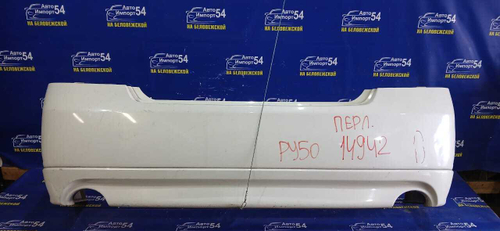 Авто Импорт54
НА БЕЛОВЕЖСКОЙ
ПЕРЛ.
РУ50 14942